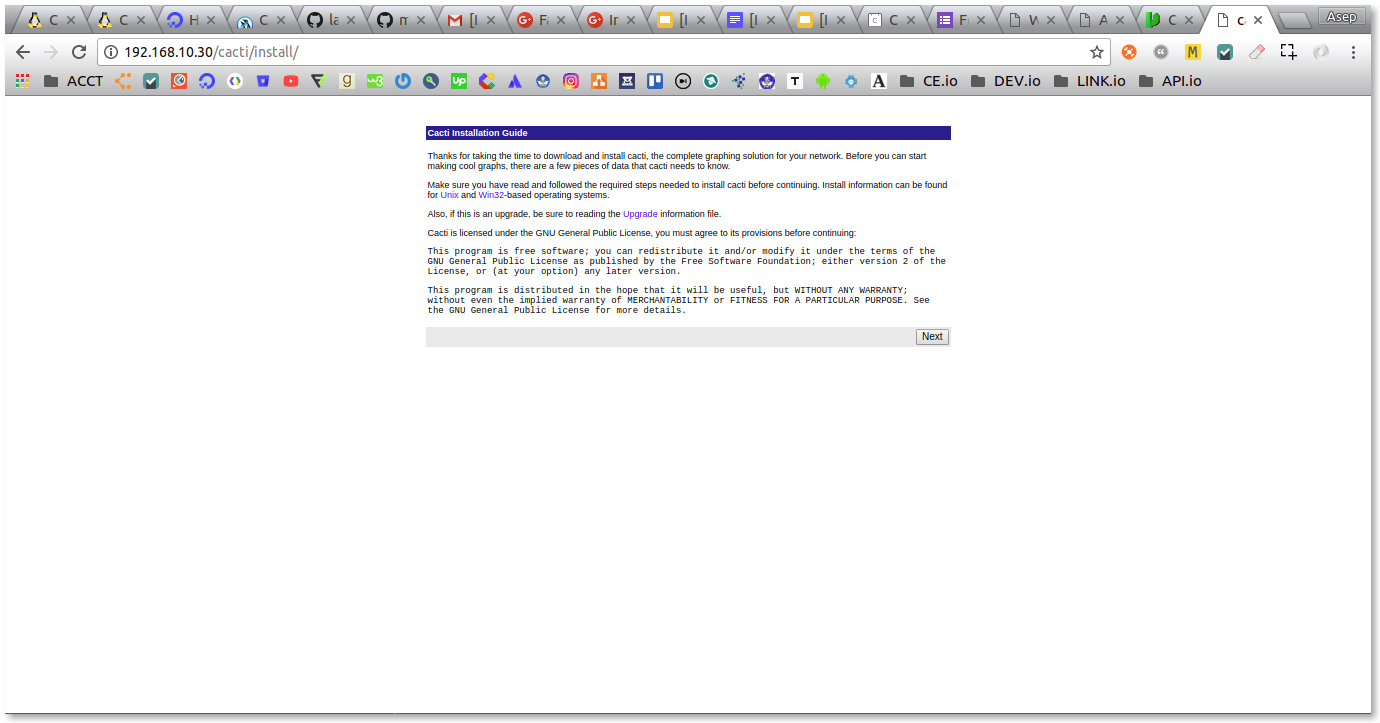 C
C
H
C
la
m
[I
Fa
In
[I
[I
[I
C
F
W
A
C
Ca
Asep
192.168.10.30/cacti/install/
ACCT
CE.io
DEV.io
LINK.io
API.io
Cacti Installation Guide
Thanks for taking the time to download and install cacti, the complete graphing solution for your network. Before you can start
making cool graphs, there are a few pieces of data that cacti needs to know.
Make sure you have read and followed the required steps needed to install cacti before continuing. Install information can be found
for Unix and Win32-based operating systems.
Also, if this is an upgrade, be sure to reading the Upgrade information file.
Cacti is licensed under the GNU General Public License, you must agree to its provisions before continuing:
This program is free software; you can redistribute it and/or modify it under the terms of the
GNU General Public License as published by the Free Software Foundation; either version 2 of the
License, or (at your option) any later version.
This program is distributed in the hope that it will be useful, but WITHOUT ANY WARRANTY;
without even the implied warranty of MERCHANTABILITY or FITNESS FOR A PARTICULAR PURPOSE. See
the GNU General Public License for more details.
Next